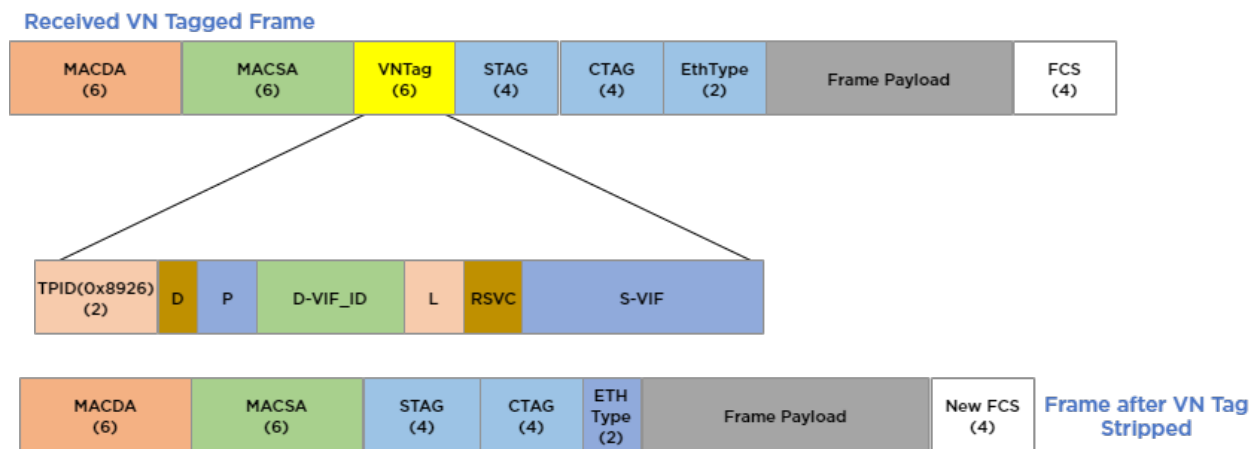 Received VN Tagged Frame
MACDA
(6)
MACSA
(6)
VNTag
(6)
STAG
(4)
CTAG
(4)
EthType
(2)
Frame Payload
FCS
(4)
TPID(0x8926)
(2)
D
P
D-VIF_ID
L
RSVC
S-VIF
MACDA
(6)
MACSA
(6)
STAG
(4)
CTAG
(4)
ETH
Type
(2)
Frame Payload
New FCS
(4)
Frame after VN Tag
Stripped